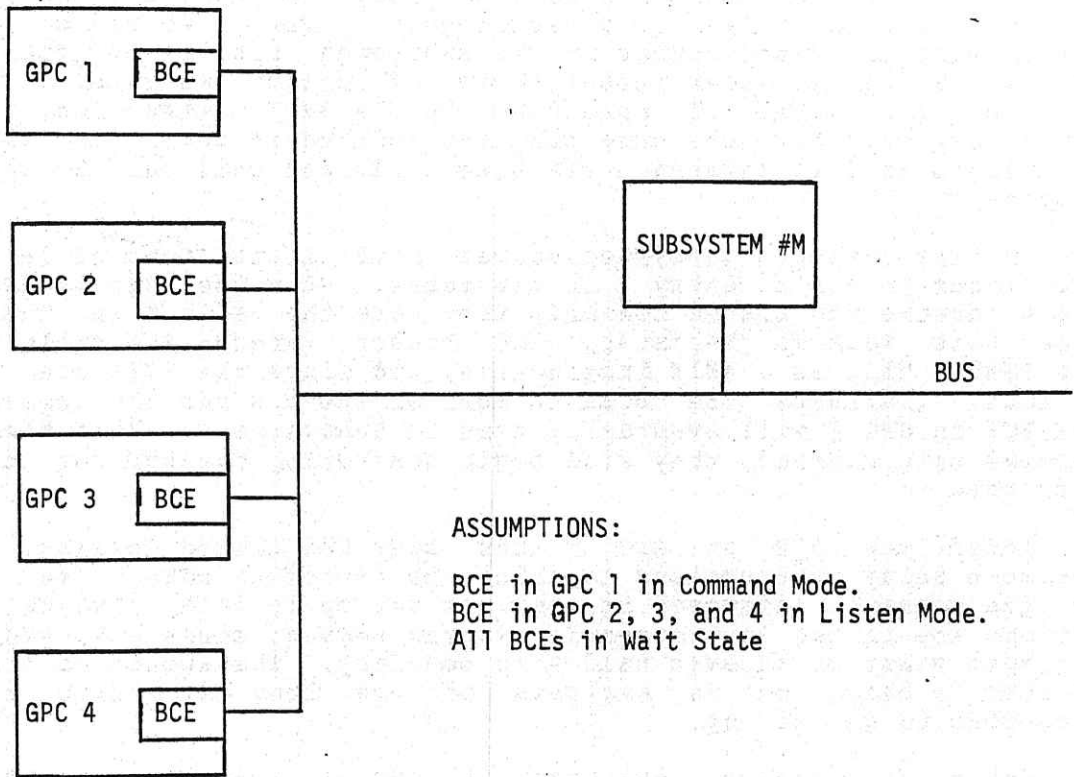 GPC 1
BCE
GPC 2
BCE
SUBSYSTEM #M
BUS
GPC 3
BCE
ASSUMPTIONS:
BCE in GPC 1 in Command Mode.
BCE in GPC 2, 3, and 4 in Listen Mode.
All BCEs in Wait State
GPC 4
BCE